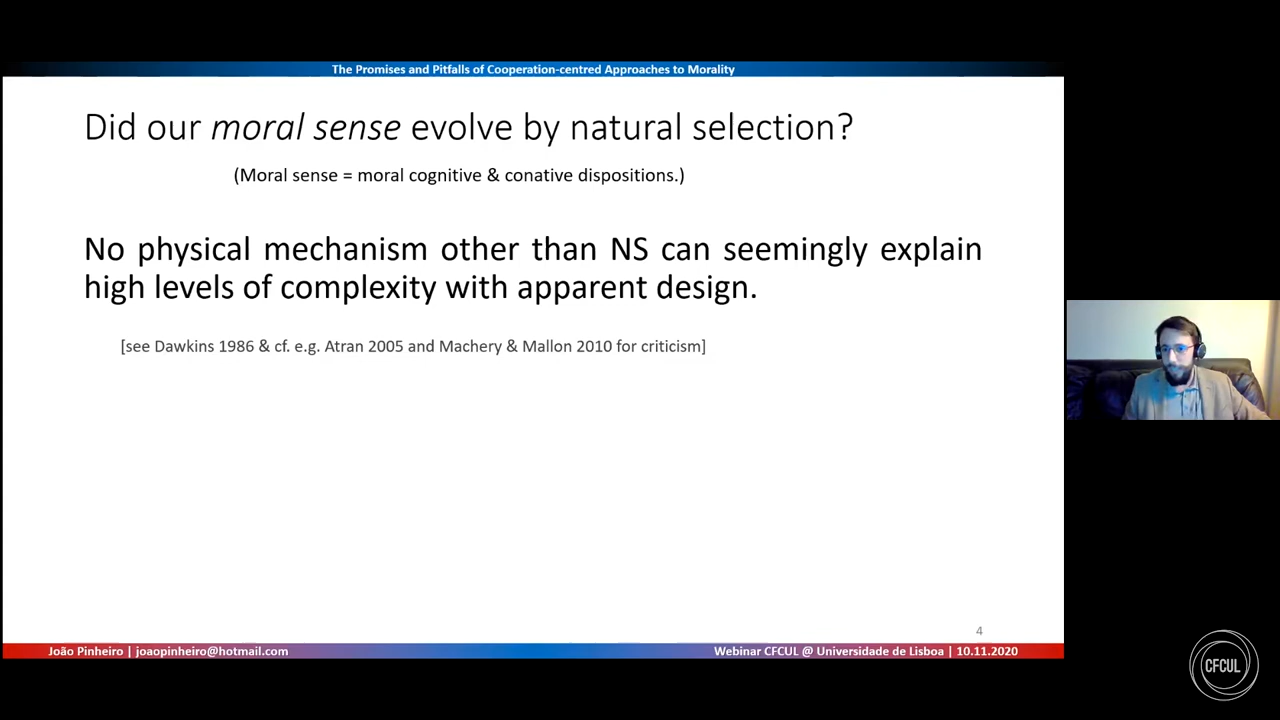 The Promises and Pitfalls of Cooperation-centred Approaches to Morality
Did our moral sense evolve by natural selection?
(Moral sense = moral cognitive & conative dispositions.)
No physical mechanism other than NS can seemingly explain
high levels of complexity with apparent design.
[see Dawkins 1986 & cf. e.g. Atran 2005 and Machery & Mallon 2010 for criticism]
4
João Pinheiro | joaopinheiro@hotmail.com
Webinar CFCUL @ Universidade de Lisboa | 10.11.2020
CFCUL